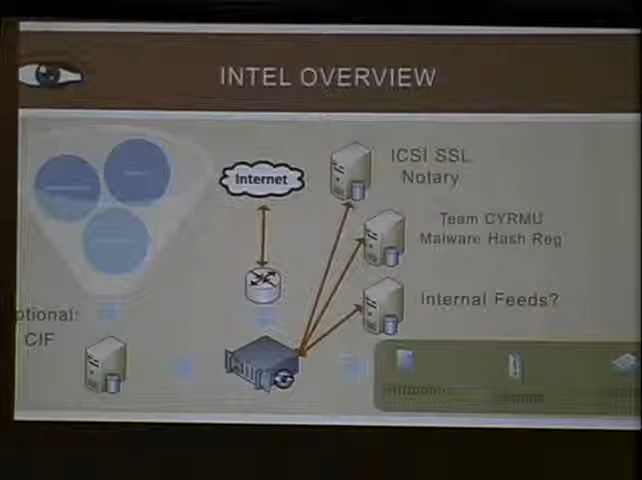 INTEL OVERVIEW
Internet
ICSI SSL
Notary
Team CYRMU
Malware Hash Reg
Internal Feeds?
ptional:
CIF